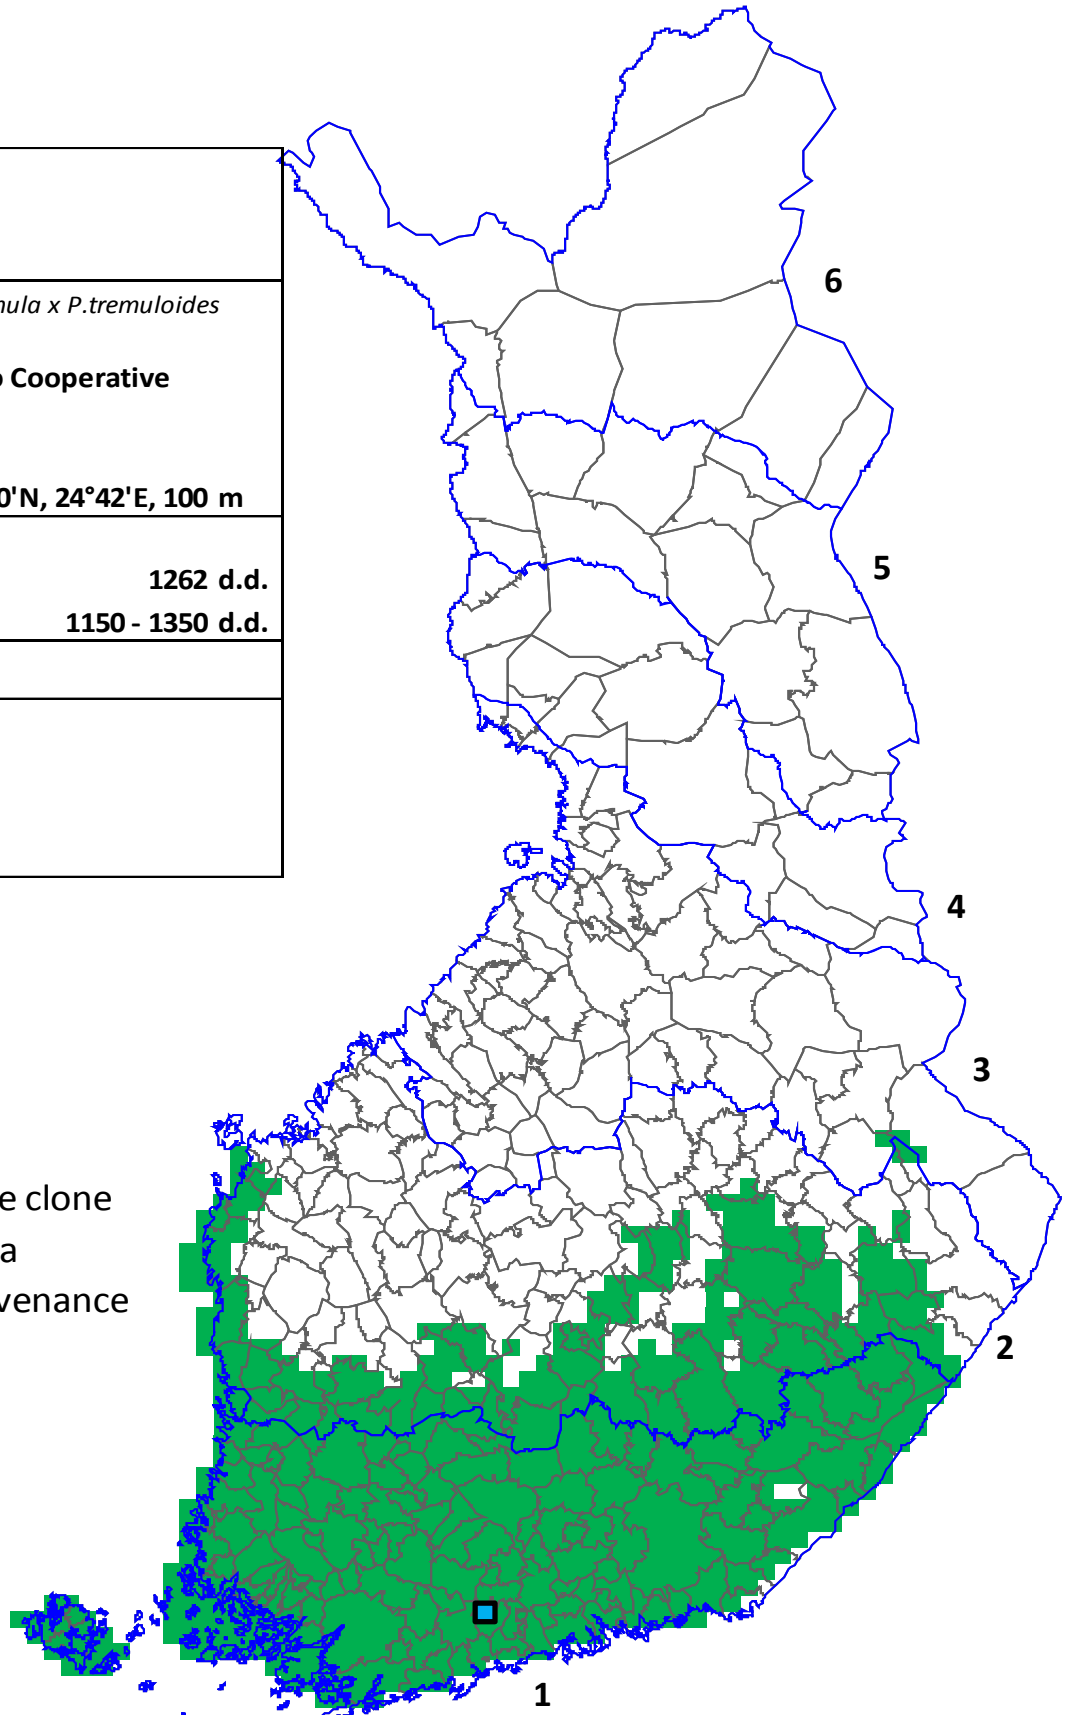 nula x P.tremuloides
o Cooperative
0'N, 24°42'E, 100 m
1262 d.d.
1150 - 1350 d.d.
6
5
4
3
e clone
a
venance
2
1